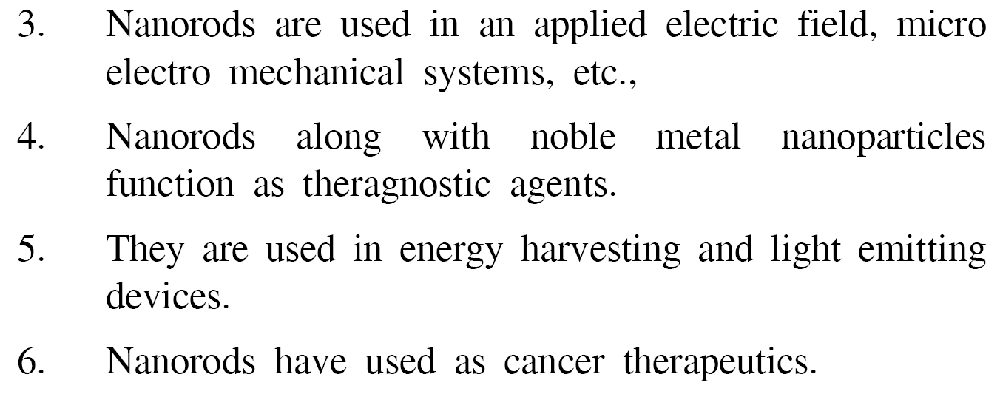 3. Nanorods are used in an applied electric field, micro
electro mechanical systems, etc.,
4. Nanorods along with noble metal nanoparticles
function as theragnostic agents.
5. They are used in energy harvesting and light emitting
devices.
6. Nanorods have used as cancer therapeutics.